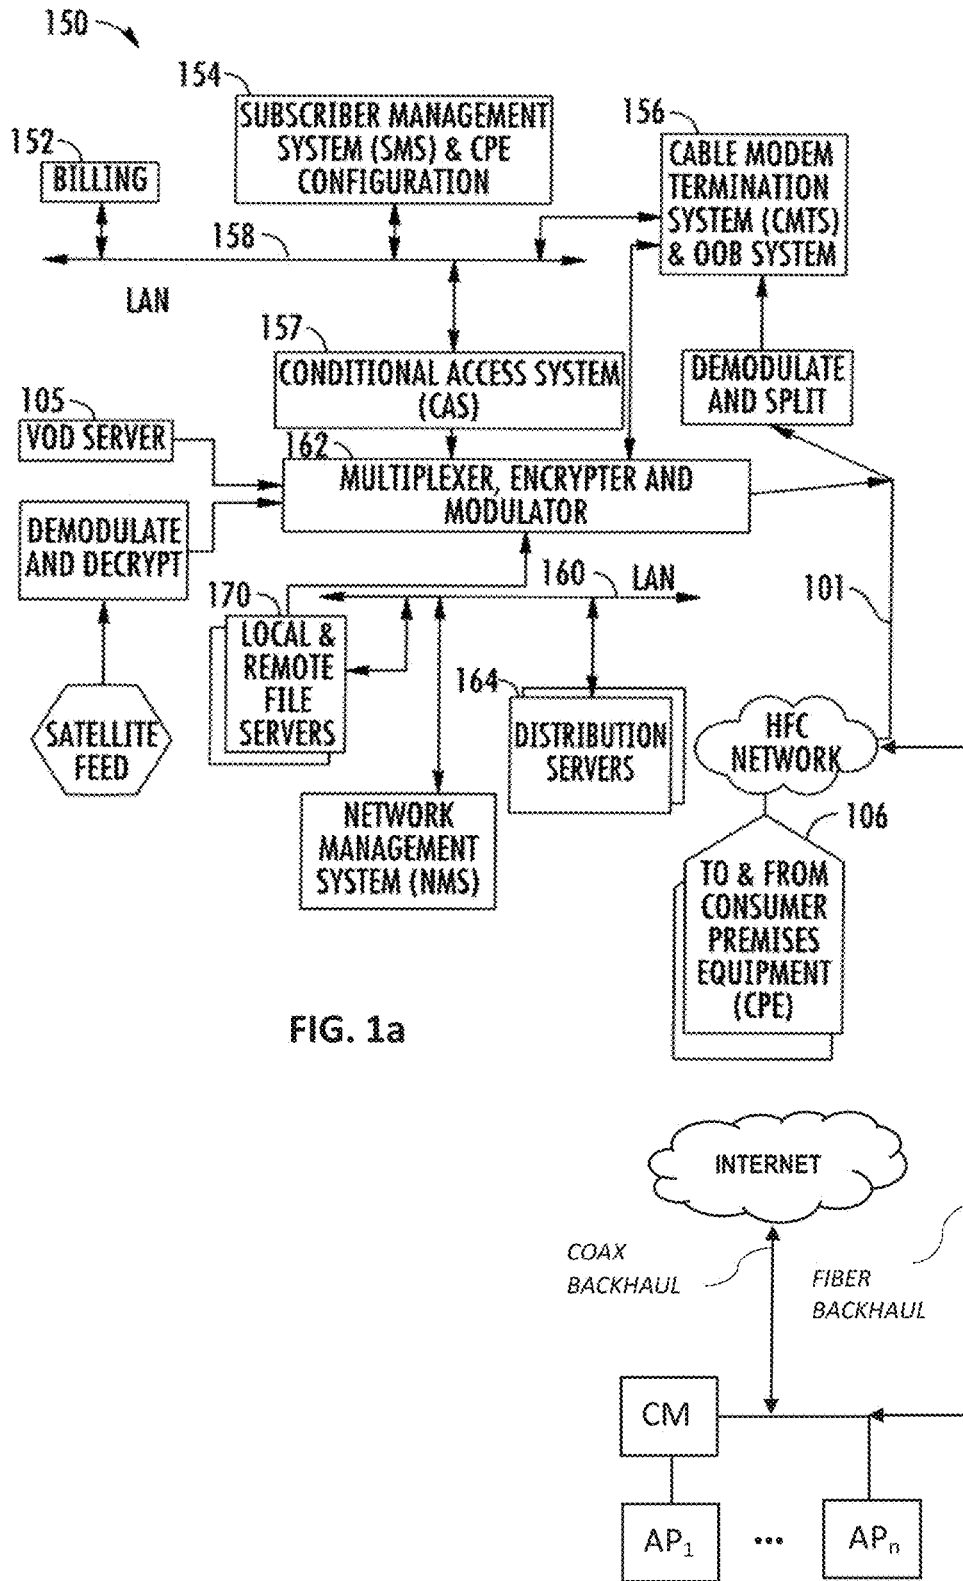 150
154
SUBSCRIBER MANAGEMENT
SYSTEM (SMS) & CPE
CONFIGURATION
152
BILLING
156
CABLE MODEM
TERMINATION
SYSTEM (CMTS)
& OOB SYSTEM
158
LAN
157
CONDITIONAL ACCESS SYSTEM
(CAS)
DEMODULATE
AND SPLIT
105
VOD SERVER
162
MULTIPLEXER, ENCRYPTER AND
MODULATOR
DEMODULATE
AND DECRYPT
160
LAN
101
170
LOCAL &
REMOTE
FILE
SERVERS
164
DISTRIBUTION
SERVERS
HFC
NETWORK
SATELLITE
FEED
NETWORK
MANAGEMENT
SYSTEM (NMS)
106
TO & FROM
CONSUMER
PREMISES
EQUIPMENT
(CPE)
FIG. 1a
INTERNET
COAX
BACKHAUL
FIBER
BACKHAUL
CM
AP1
...
APn